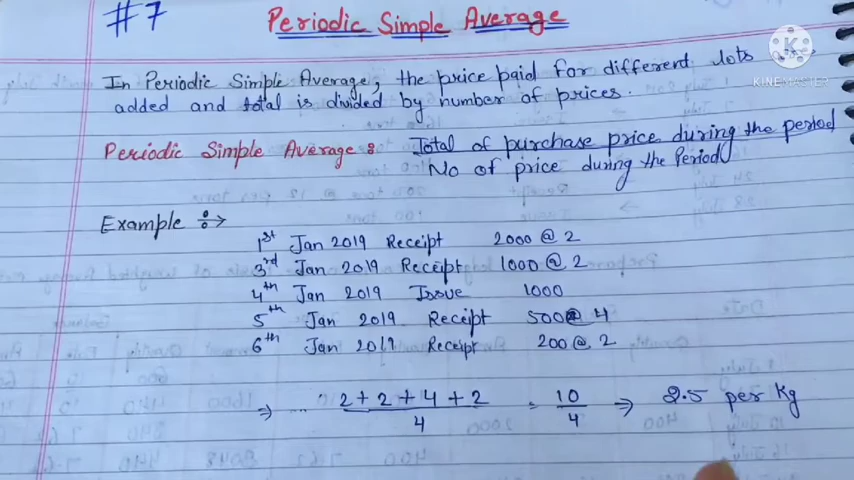 #7
Periodic Simple Average
In Periodic Simple Average, the price paid for different lots
added and total is divided by number of prices.
Periodic Simple Average : Total of purchase price during the period
No of price during the Period
Example :→
1st Jan 2019 Receipt 2000 @ 2
3rd Jan 2019 Receipt 1000 @ 2
4th Jan 2019 Issue 1000
5th Jan 2019 Receipt 500 @ 4
6th Jan 2019 Receipt 200 @ 2
⇒ 2 + 2 + 4 + 2 = 10 ⇒ 2.5 per Kg
4 4
K
KINEMASTER